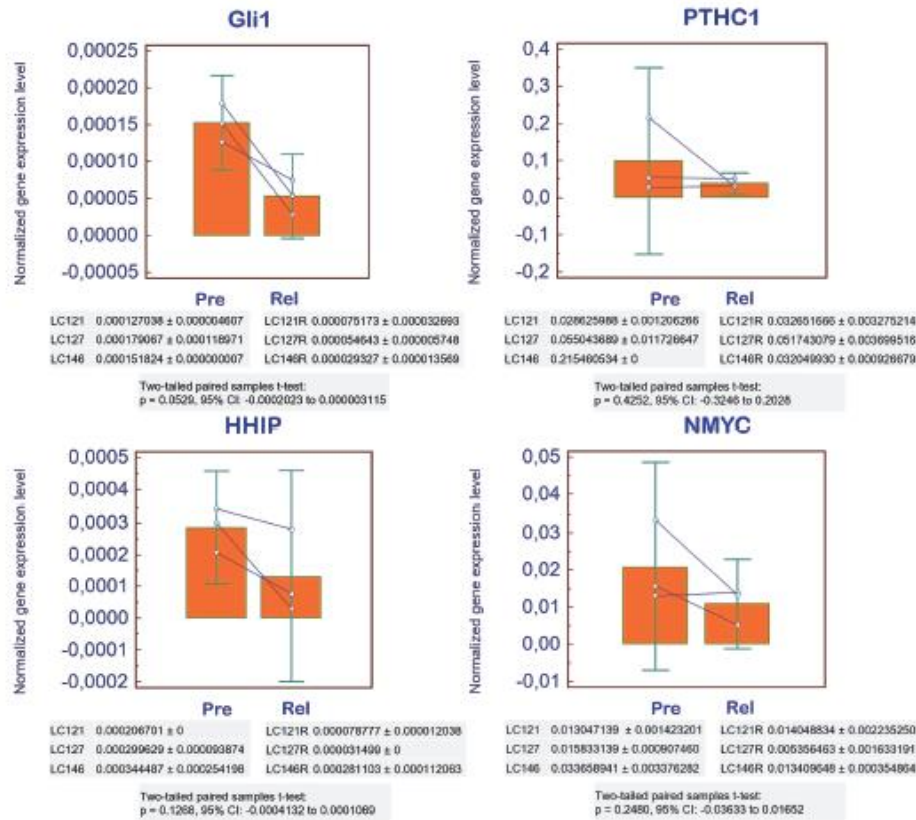 Gli1
Normalized gene expression level
0,00025
0,00020
0,00015
0,00010
0,00005
0,00000
-0,00005
Pre Rel
LC121 0.000127038 ± 0.000004607 LC121R 0.000075173 ± 0.000032693
LC127 0.000179067 ± 0.000118971 LC127R 0.000054643 ± 0.000005748
LC146 0.000151824 ± 0.000000007 LC146R 0.000029327 ± 0.000013569
Two-tailed paired samples t-test:
p = 0.0529, 95% CI: -0.0002023 to 0.000003115
PTHC1
Normalized gene expression level
0,4
0,3
0,2
0,1
0,0
-0,1
-0,2
Pre Rel
LC121 0.028625988 ± 0.001206266 LC121R 0.032651666 ± 0.003275214
LC127 0.055043689 ± 0.011726647 LC127R 0.051743079 ± 0.003699516
LC146 0.215460534 ± 0 LC146R 0.032049930 ± 0.000926679
Two-tailed paired samples t-test:
p = 0.4252, 95% CI: -0.3246 to 0.2028
HHIP
Normalized gene expression level
0,0005
0,0004
0,0003
0,0002
0,0001
0,0000
-0,0001
-0,0002
Pre Rel
LC121 0.000206701 ± 0 LC121R 0.000078777 ± 0.000012038
LC127 0.000299629 ± 0.000093874 LC127R 0.000031499 ± 0
LC146 0.000344487 ± 0.000254198 LC146R 0.000281103 ± 0.000112063
Two-tailed paired samples t-test:
p = 0.1268, 95% CI: -0.0004132 to 0.0001069
NMYC
Normalized gene expression level
0,05
0,04
0,03
0,02
0,01
0,00
-0,01
Pre Rel
LC121 0.013047139 ± 0.001423201 LC121R 0.014048834 ± 0.002235250
LC127 0.015833139 ± 0.000907460 LC127R 0.005356463 ± 0.001633191
LC146 0.033658941 ± 0.003376282 LC146R 0.013409648 ± 0.000354864
Two-tailed paired samples t-test:
p = 0.2480, 95% CI: -0.03633 to 0.01652